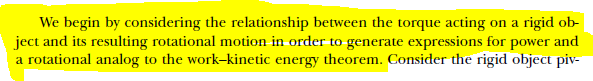 We begin by considering the relationship between the torque acting on a rigid ob-
ject and its resulting rotational motion in order to generate expressions for power and
a rotational analog to the work–kinetic energy theorem. Consider the rigid object piv-